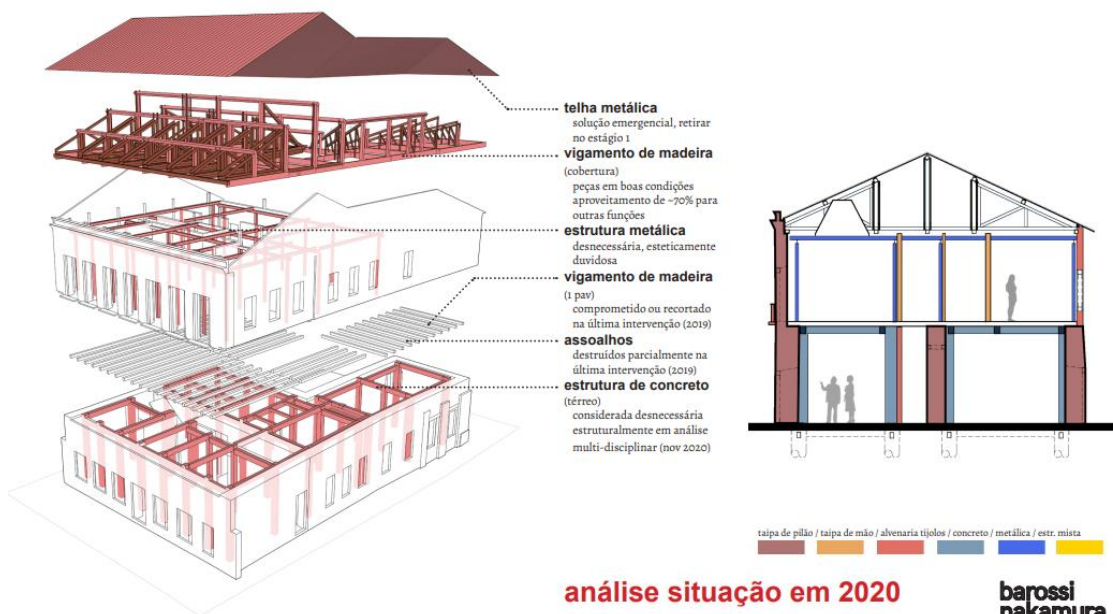 telha metálica
solução emergencial, retirar
no estágio 1
vigamento de madeira
(cobertura)
peças em boas condições
aproveitamento de ~70% para
outras funções
estrutura metálica
desnecessária, esteticamente
duvidosa
vigamento de madeira
(1 pav)
comprometido ou recortado
na última intervenção (2019)
assoalhos
destruídos parcialmente na
última intervenção (2019)
estrutura de concreto
(térreo)
considerada desnecessária
estruturalmente em análise
multi-disciplinar (nov 2020)
taipa de pilão / taipa de mão / alvenaria tijolos / concreto / metálica / estr. mista
análise situação em 2020
barossi
nakamura